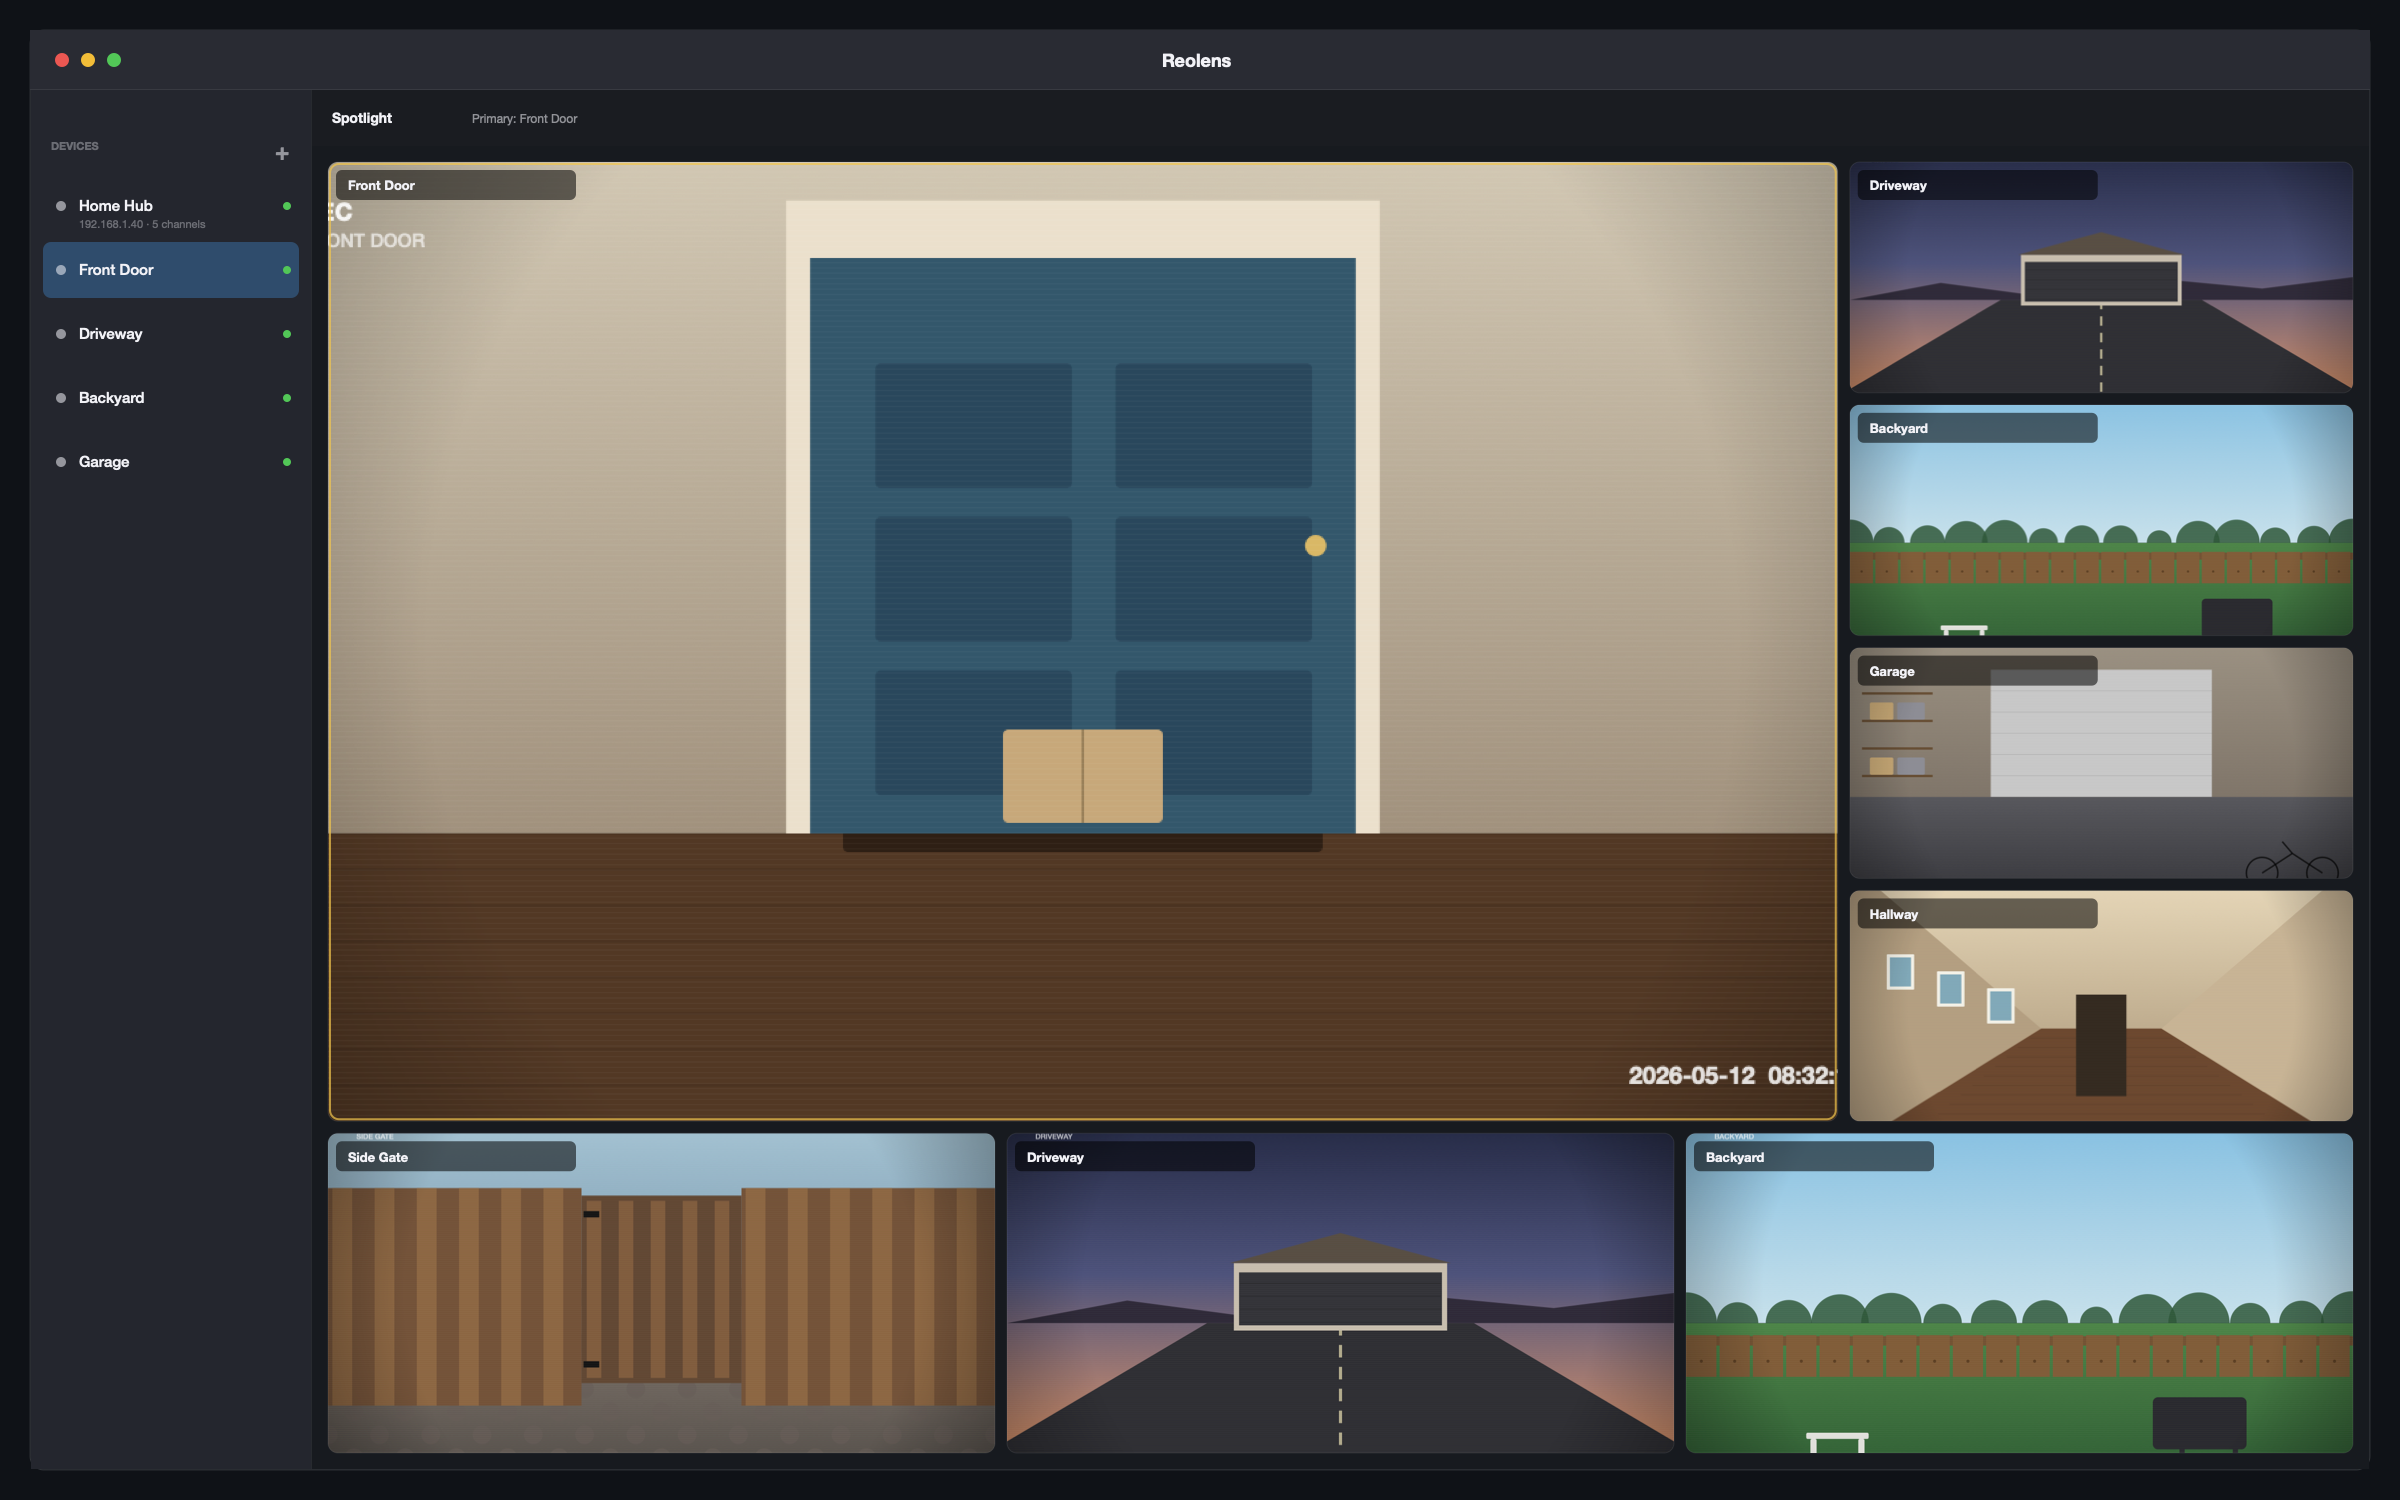 Reolens
Spotlight
Primary: Front Door
DEVICES
+
Home Hub
192.168.1.40 · 5 channels
Front Door
Driveway
Backyard
Garage
Front Door
EC
ONT DOOR
2026-05-12 08:32:
Driveway
Backyard
Garage
Hallway
SIDE GATE
Side Gate
DRIVEWAY
Driveway
BACKYARD
Backyard